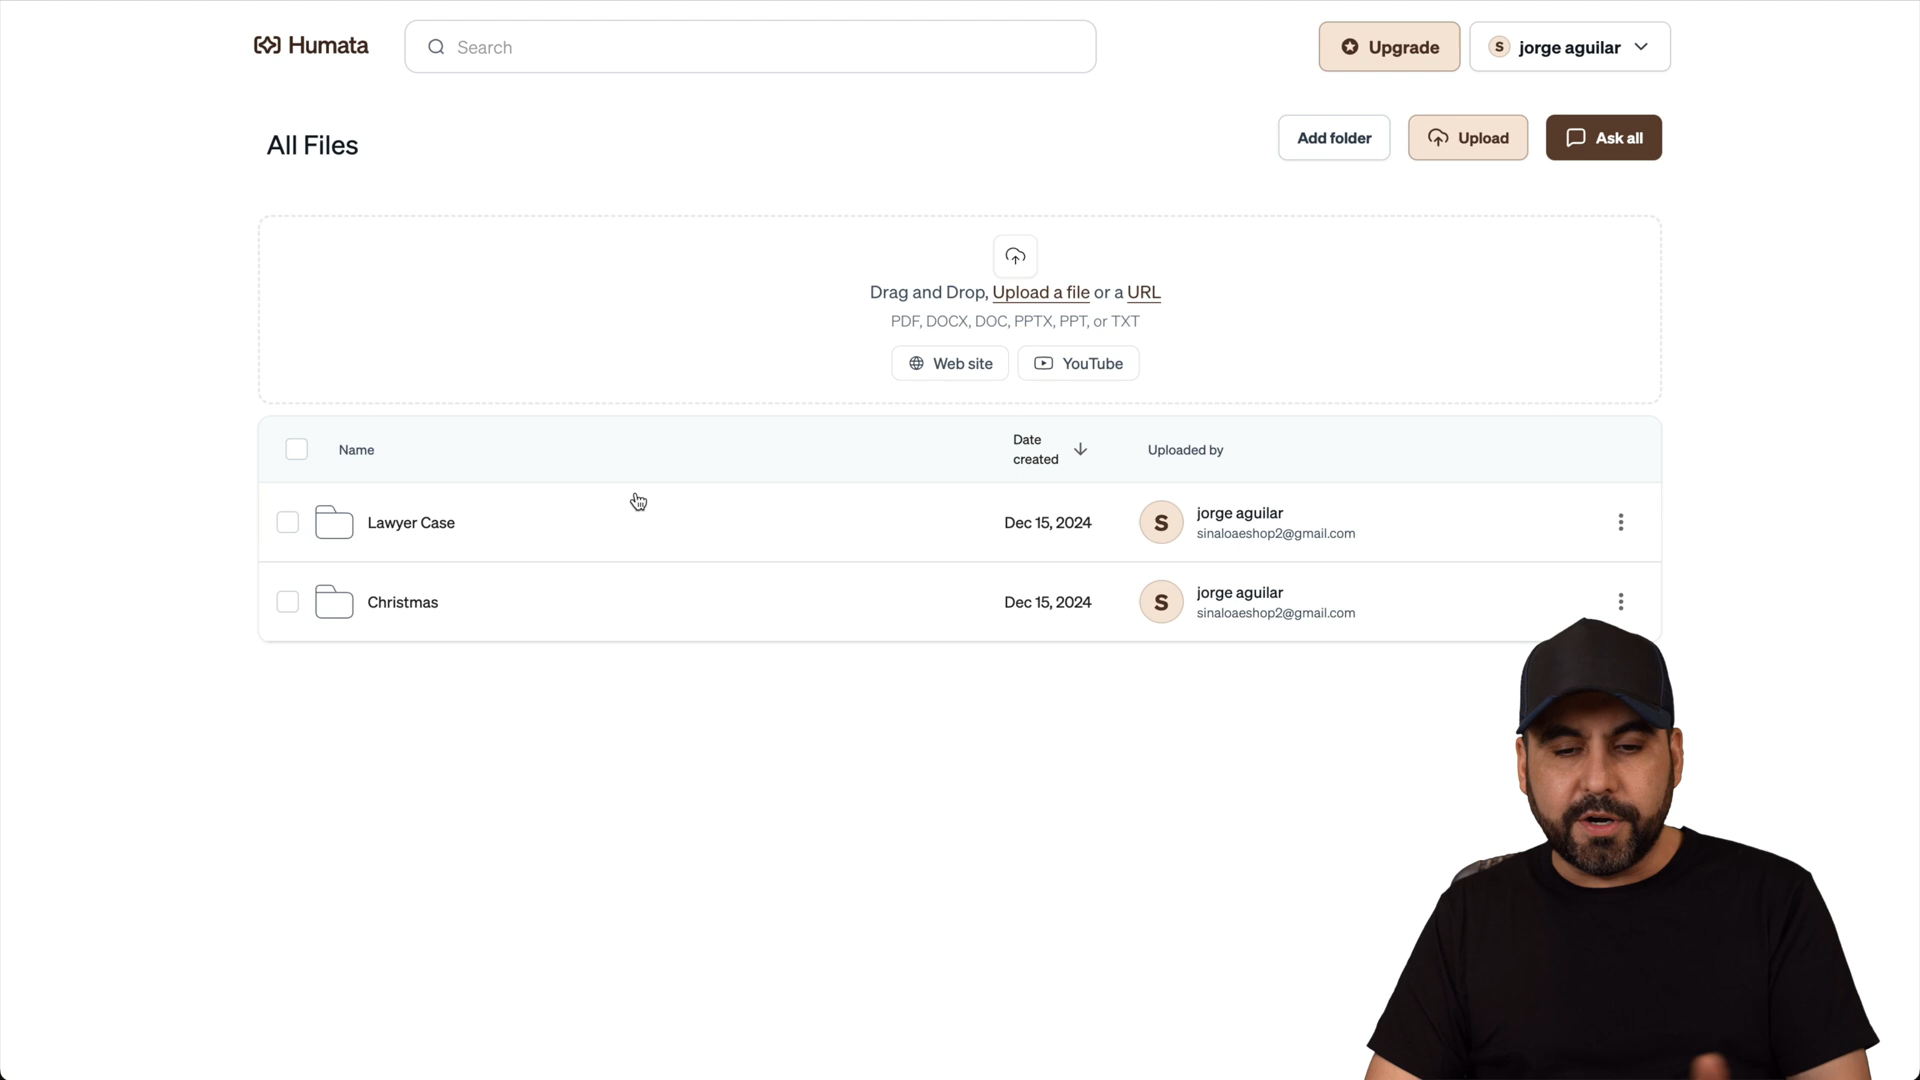 Humata
Search
Upgrade
S jorge aguilar
All Files
Add folder
Upload
Ask all
Drag and Drop, Upload a file or a URL
PDF, DOCX, DOC, PPTX, PPT, or TXT
Web site
YouTube
Name
Date created
Uploaded by
Lawyer Case
Dec 15, 2024
S
jorge aguilar
sinaloaeshop2@gmail.com
Christmas
Dec 15, 2024
S
jorge aguilar
sinaloaeshop2@gmail.com